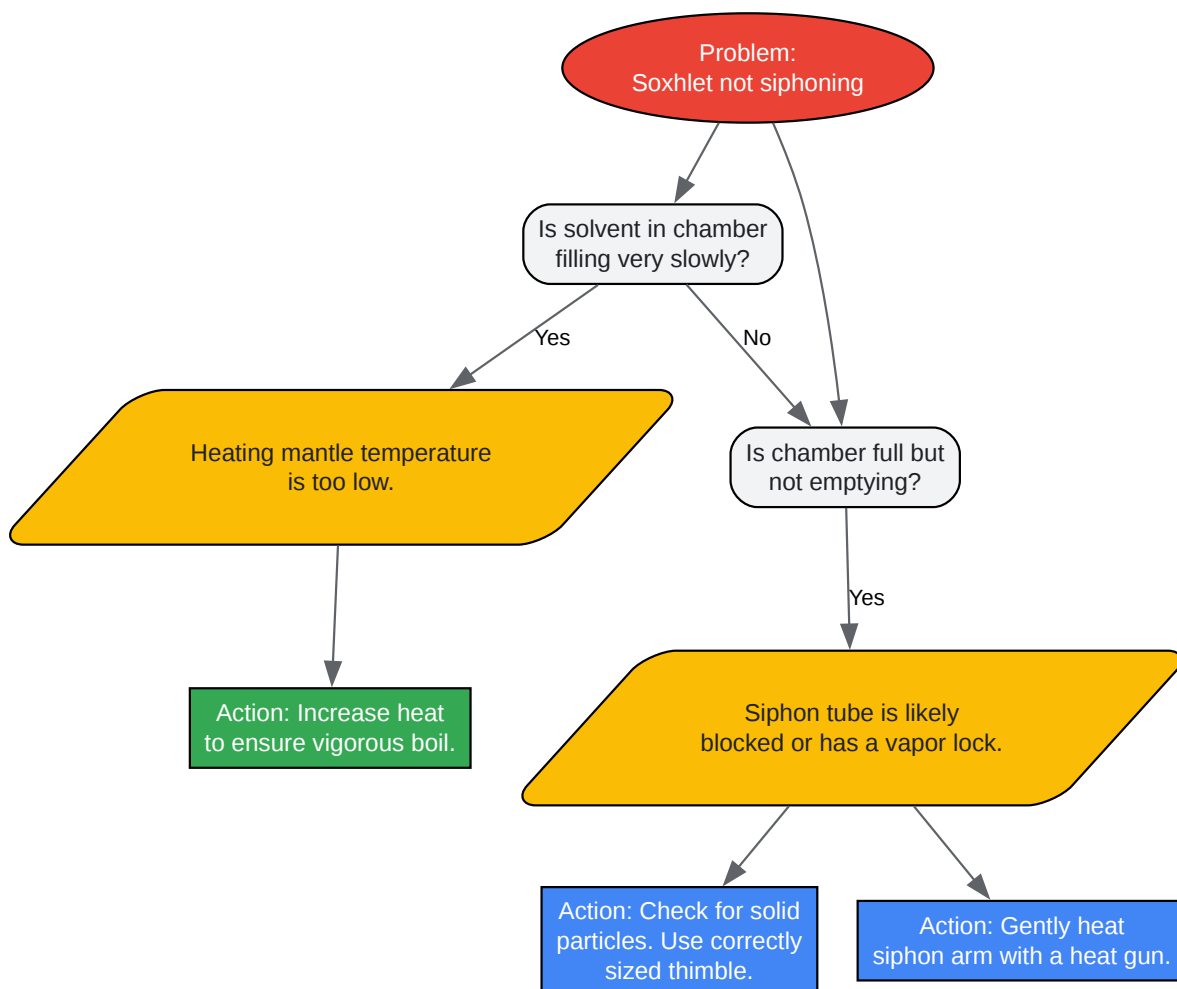 Problem:
Soxhlet not siphoning
Is solvent in chamber
filling very slowly?
Yes
No
Heating mantle temperature
is too low.
Is chamber full but
not emptying?
Yes
Action: Increase heat
to ensure vigorous boil.
Siphon tube is likely
blocked or has a vapor lock.
Action: Check for solid
particles. Use correctly
sized thimble.
Action: Gently heat
siphon arm with a heat gun.